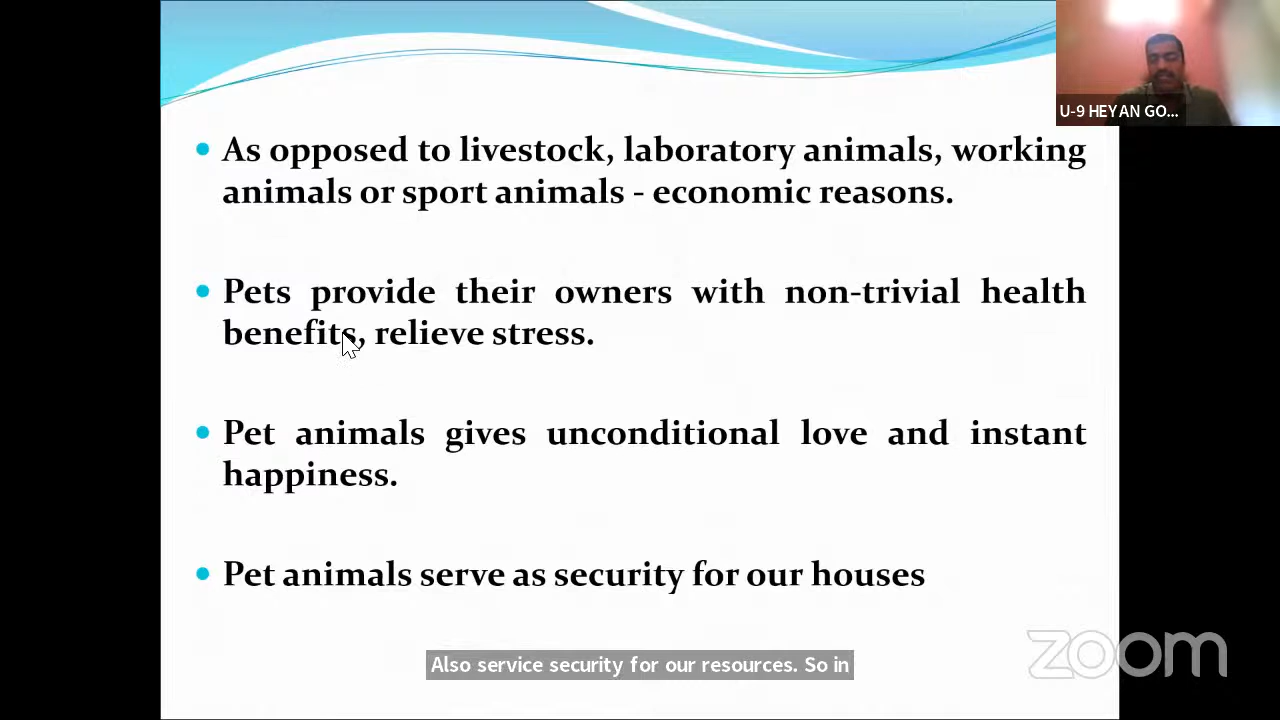 U-9 HEYAN GO...
• As opposed to livestock, laboratory animals, working
animals or sport animals - economic reasons.
• Pets provide their owners with non-trivial health
benefits, relieve stress.
• Pet animals gives unconditional love and instant
happiness.
• Pet animals serve as security for our houses
Also service security for our resources. So in
zoom